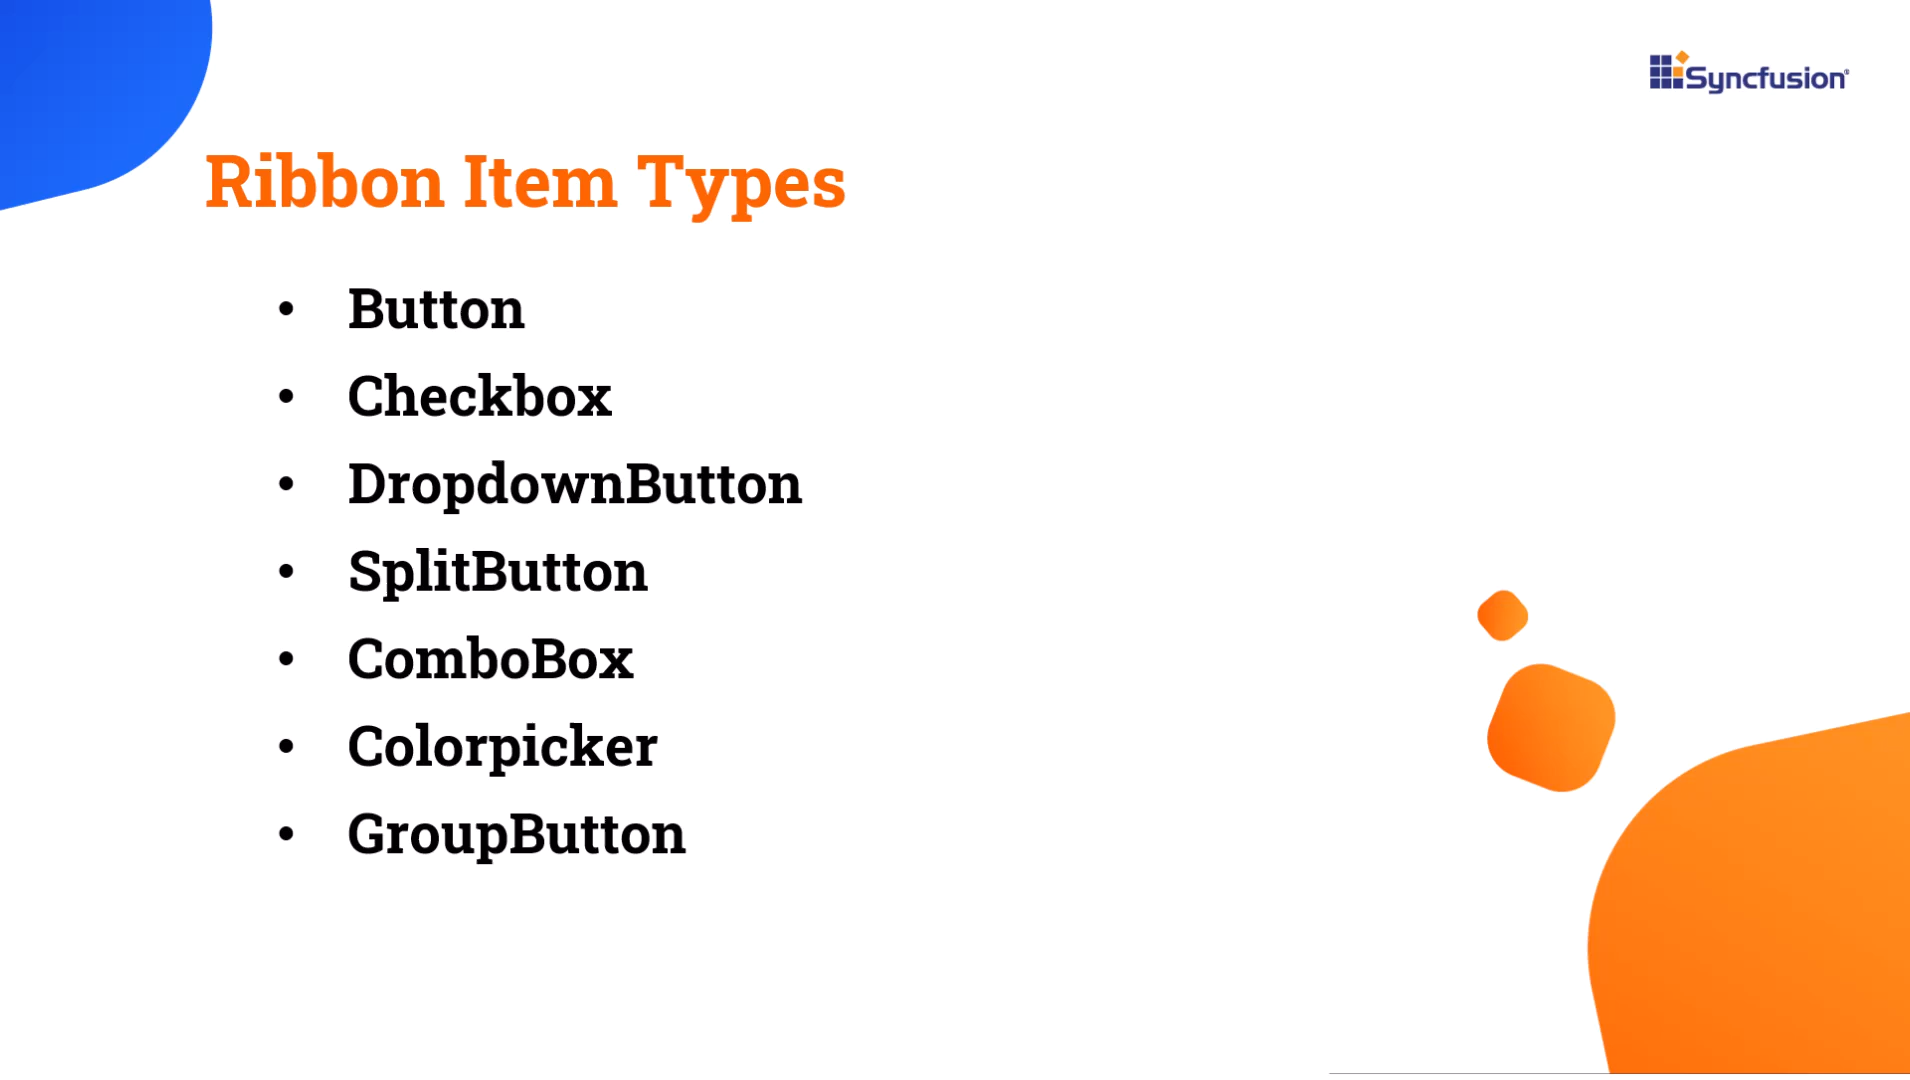 Syncfusion®
Ribbon Item Types
• Button
• Checkbox
• DropdownButton
• SplitButton
• ComboBox
• Colorpicker
• GroupButton